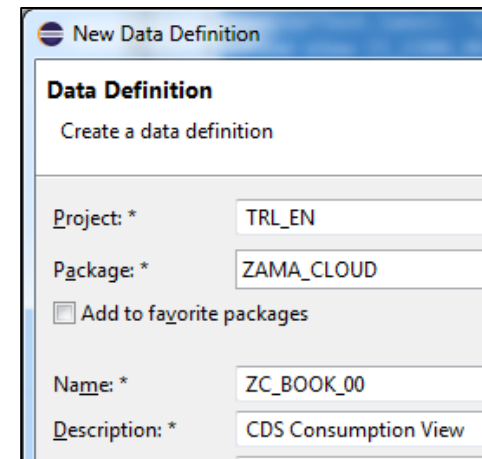 New Data Definition
Data Definition
Create a data definition
Project: * TRL_EN
Package: * ZAMA_CLOUD
Add to favorite packages
Name: * ZC_BOOK_00
Description: * CDS Consumption View